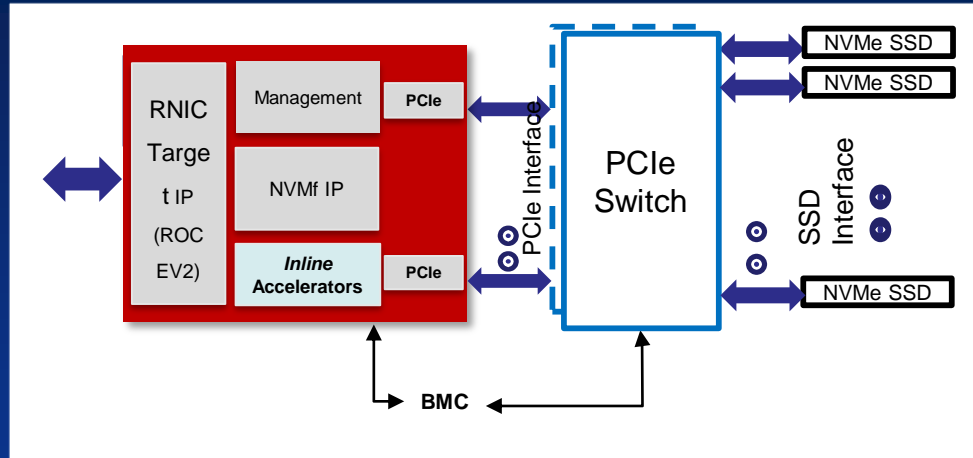 RNIC
Targe
t IP
(ROC
EV2)
Management
PCIe
NVMf IP
Inline
Accelerators
PCIe
PCIe Interface
PCIe
Switch
SSD
Interface
NVMe SSD
NVMe SSD
NVMe SSD
BMC